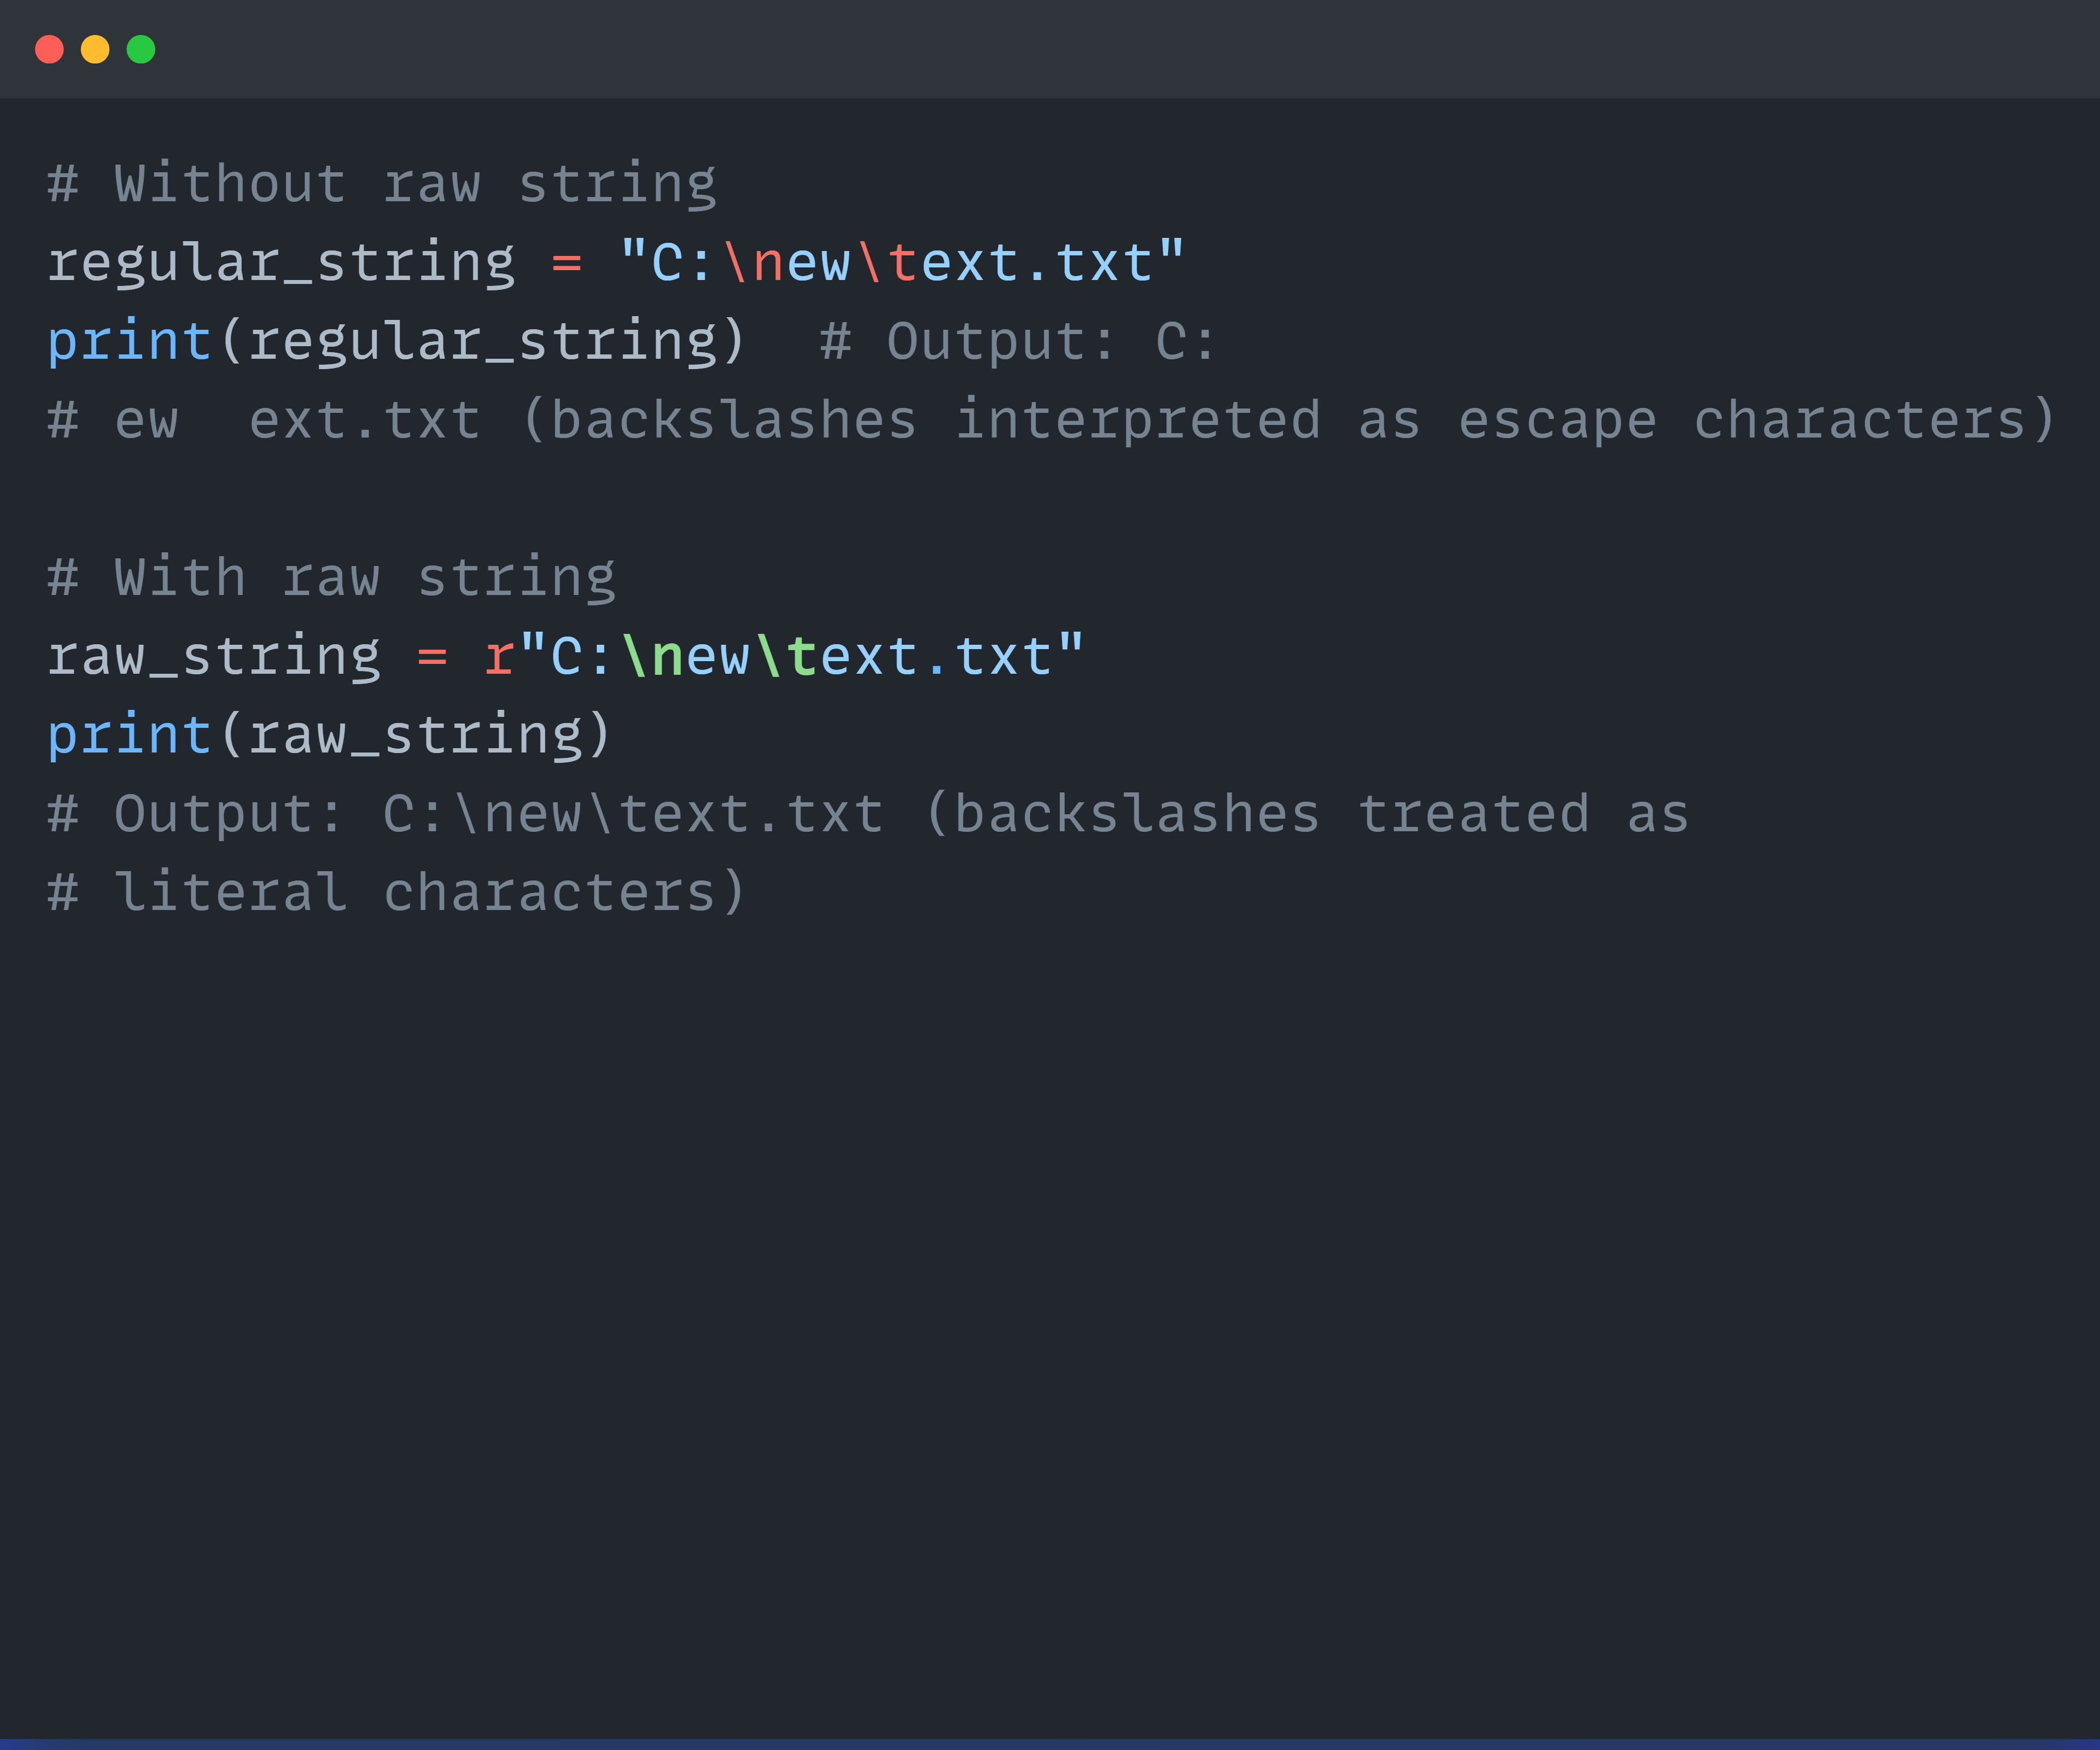 # Without raw string
regular_string = "C:\new\text.txt"
print(regular_string)  # Output: C:
# ew  ext.txt (backslashes interpreted as escape characters)
# With raw string
raw_string = r"C:\new\text.txt"
print(raw_string)
# Output: C:\new\text.txt (backslashes treated as
# literal characters)